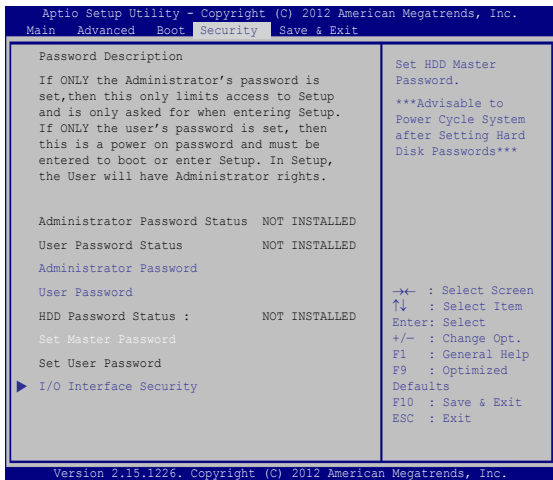 Aptio Setup Utility - Copyright (C) 2012 American Megatrends, Inc.
Main Advanced Boot Security Save & Exit
Password Description
If ONLY the Administrator's password is
set,then this only limits access to Setup
and is only asked for when entering Setup.
If ONLY the user's password is set, then
this is a power on password and must be
entered to boot or enter Setup. In Setup,
the User will have Administrator rights.
Administrator Password Status NOT INSTALLED
User Password Status NOT INSTALLED
Administrator Password
User Password
HDD Password Status : NOT INSTALLED
Set Master Password
Set User Password
I/O Interface Security
Set HDD Master
Password.
***Advisable to
Power Cycle System
after Setting Hard
Disk Passwords***
→← : Select Screen
↑↓ : Select Item
Enter: Select
+/— : Change Opt.
F1 : General Help
F9 : Optimized
Defaults
F10 : Save & Exit
ESC : Exit
Version 2.15.1226. Copyright (C) 2012 American Megatrends, Inc.